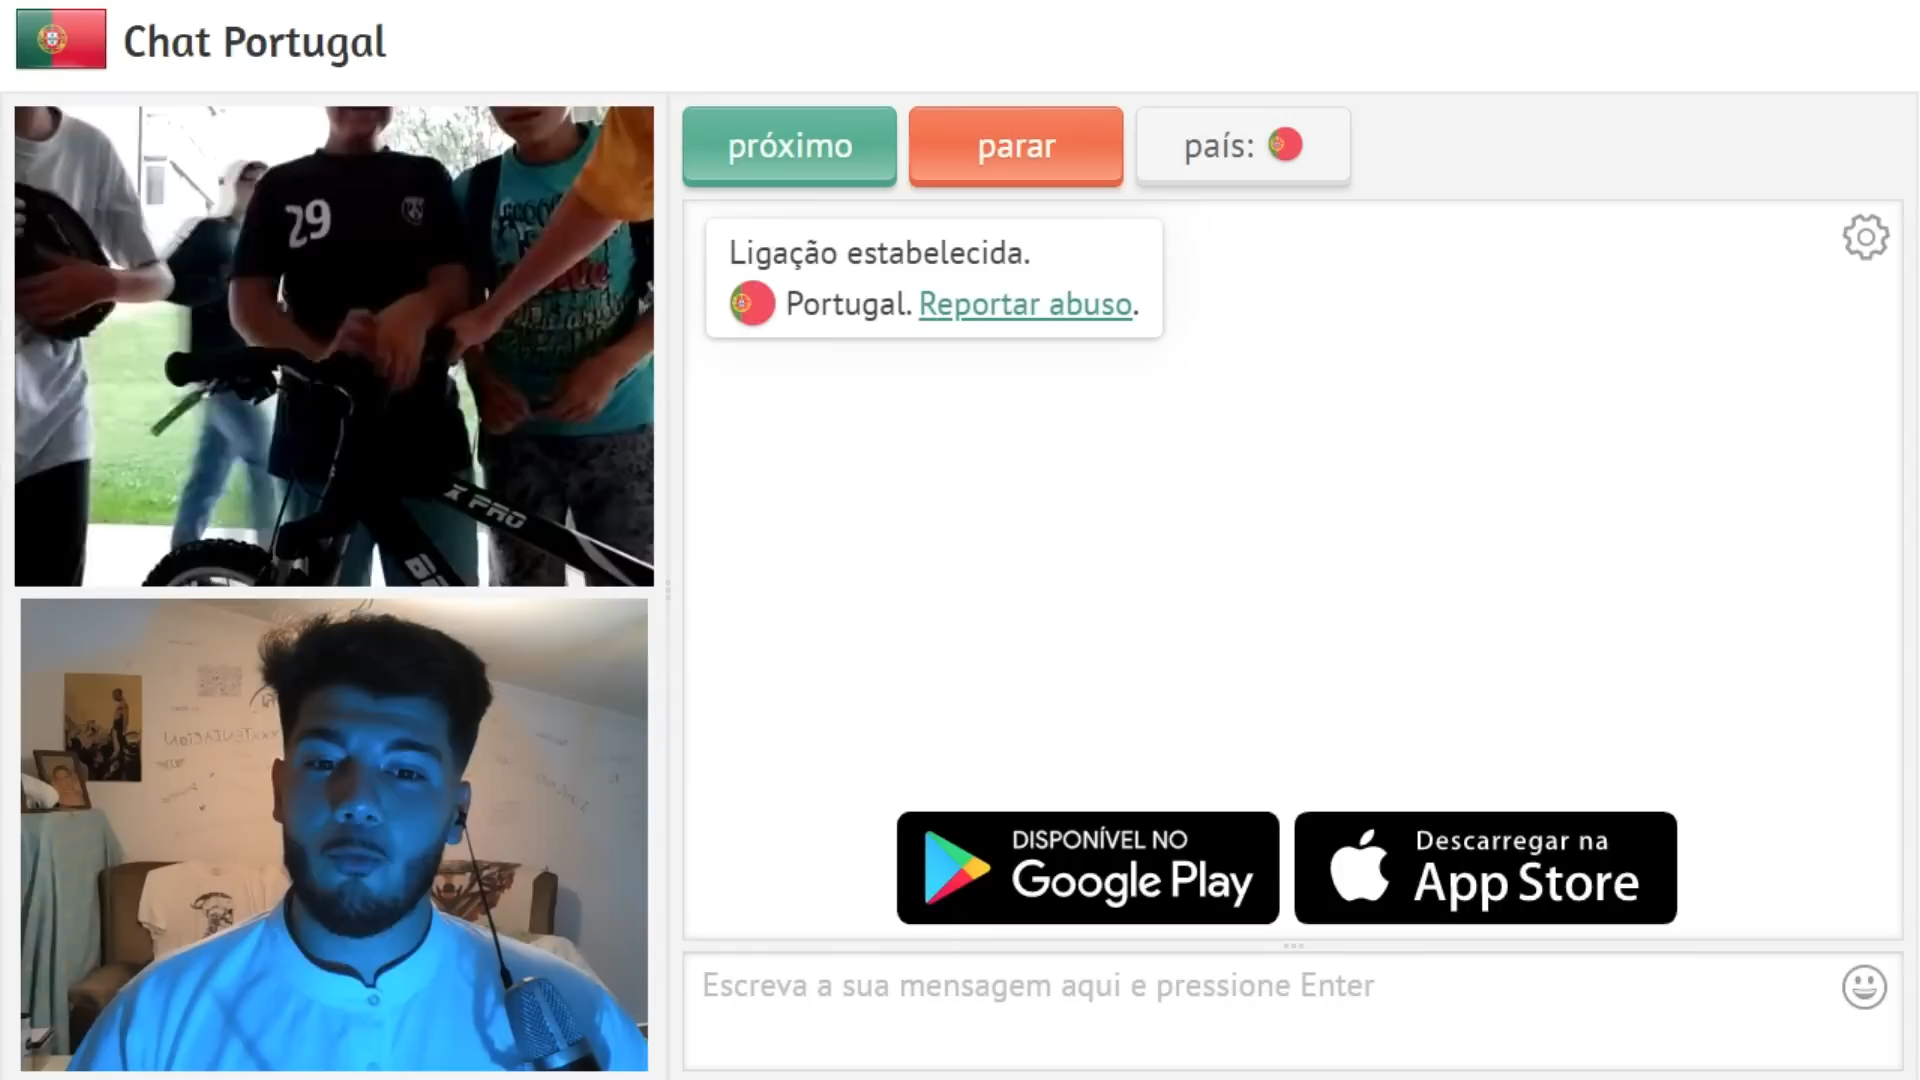 Chat Portugal
próximo
parar
país:
Ligação estabelecida.
Portugal. Reportar abuso.
29
X PRO
DISPONÍVEL NO
Google Play
Descarregar na
App Store
Escreva a sua mensagem aqui e pressione Enter